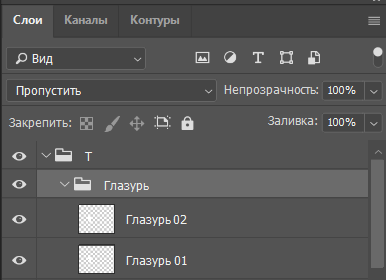 Слои Каналы Контуры
Вид T
Пропустить Непрозрачность: 100%
Закрепить: Заливка: 100%
T
Глазурь
Глазурь 02
Глазурь 01